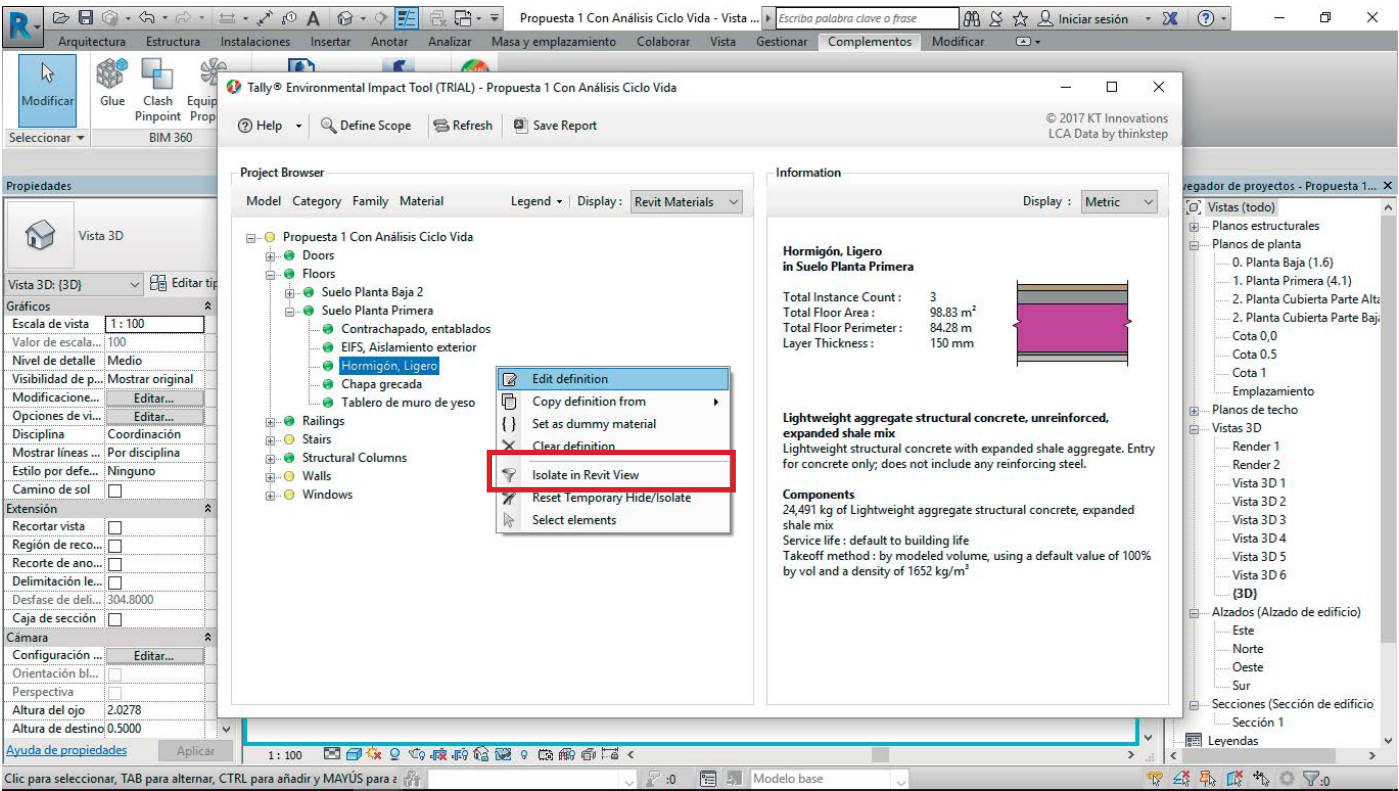 Propuesta 1 Con Análisis Ciclo Vida - Vista ...
Escriba palabra clave o frase
Iniciar sesión
Arquitectura Estructura Instalaciones Insertar Anotar Analizar Masa y emplazamiento Colaborar Vista Gestionar Complementos Modificar
Modificar
Glue
Clash Pinpoint
Equip Prop
Seleccionar
BIM 360
Tally® Environmental Impact Tool (TRIAL) - Propuesta 1 Con Análisis Ciclo Vida
Help
Define Scope
Refresh
Save Report
© 2017 KT Innovations
LCA Data by thinkstep
Project Browser
Model Category Family Material
Legend
Display : Revit Materials
Propuesta 1 Con Análisis Ciclo Vida
Doors
Floors
Suelo Planta Baja 2
Suelo Planta Primera
Contrachapado, entablados
EIFS, Aislamiento exterior
Hormigón, Ligero
Chapa grecada
Tablero de muro de yeso
Railings
Stairs
Structural Columns
Walls
Windows
Edit definition
Copy definition from
Set as dummy material
Clear definition
Isolate in Revit View
Reset Temporary Hide/Isolate
Select elements
Information
Display : Metric
Hormigón, Ligero
in Suelo Planta Primera
Total Instance Count : 3
Total Floor Area : 98.83 m²
Total Floor Perimeter : 84.28 m
Layer Thickness : 150 mm
Lightweight aggregate structural concrete, unreinforced,
expanded shale mix
Lightweight structural concrete with expanded shale aggregate. Entry
for concrete only; does not include any reinforcing steel.
Components
24,491 kg of Lightweight aggregate structural concrete, expanded
shale mix
Service life : default to building life
Takeoff method : by modeled volume, using a default value of 100%
by vol and a density of 1652 kg/m³
Propiedades
Vista 3D
Vista 3D: {3D}
Editar tip
Gráficos
Escala de vista 1 : 100
Valor de escala... 100
Nivel de detalle Medio
Visibilidad de p... Mostrar original
Modificacione... Editar...
Opciones de vi... Editar...
Disciplina Coordinación
Mostrar líneas ... Por disciplina
Estilo por defe... Ninguno
Camino de sol
Extensión
Recortar vista
Región de reco...
Recorte de ano...
Delimitación le...
Desfase de deli... 304.8000
Caja de sección
Cámara
Configuración ... Editar...
Orientación bl...
Perspectiva
Altura del ojo 2.0278
Altura de destino 0.5000
Ayuda de propiedades
Aplicar
vegador de proyectos - Propuesta 1...
Vistas (todo)
Planos estructurales
Planos de planta
0. Planta Baja (1.6)
1. Planta Primera (4.1)
2. Planta Cubierta Parte Alta
2. Planta Cubierta Parte Baja
Cota 0,0
Cota 0.5
Cota 1
Emplazamiento
Planos de techo
Vistas 3D
Render 1
Render 2
Vista 3D 1
Vista 3D 2
Vista 3D 3
Vista 3D 4
Vista 3D 5
Vista 3D 6
{3D}
Alzados (Alzado de edificio)
Este
Norte
Oeste
Sur
Secciones (Sección de edificio
Sección 1
Leyendas
1 : 100
Clic para seleccionar, TAB para alternar, CTRL para añadir y MAYÚS para
:0
Modelo base
:0